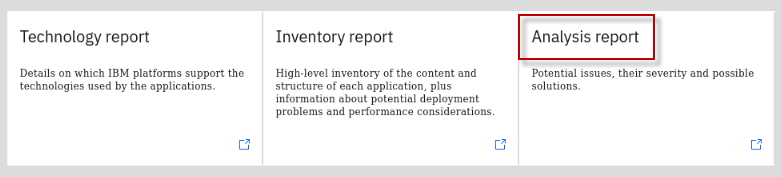 Technology report
Details on which IBM platforms support the
technologies used by the applications.
Inventory report
High-level inventory of the content and
structure of each application, plus
information about potential deployment
problems and performance considerations.
Analysis report
Potential issues, their severity and possible
solutions.